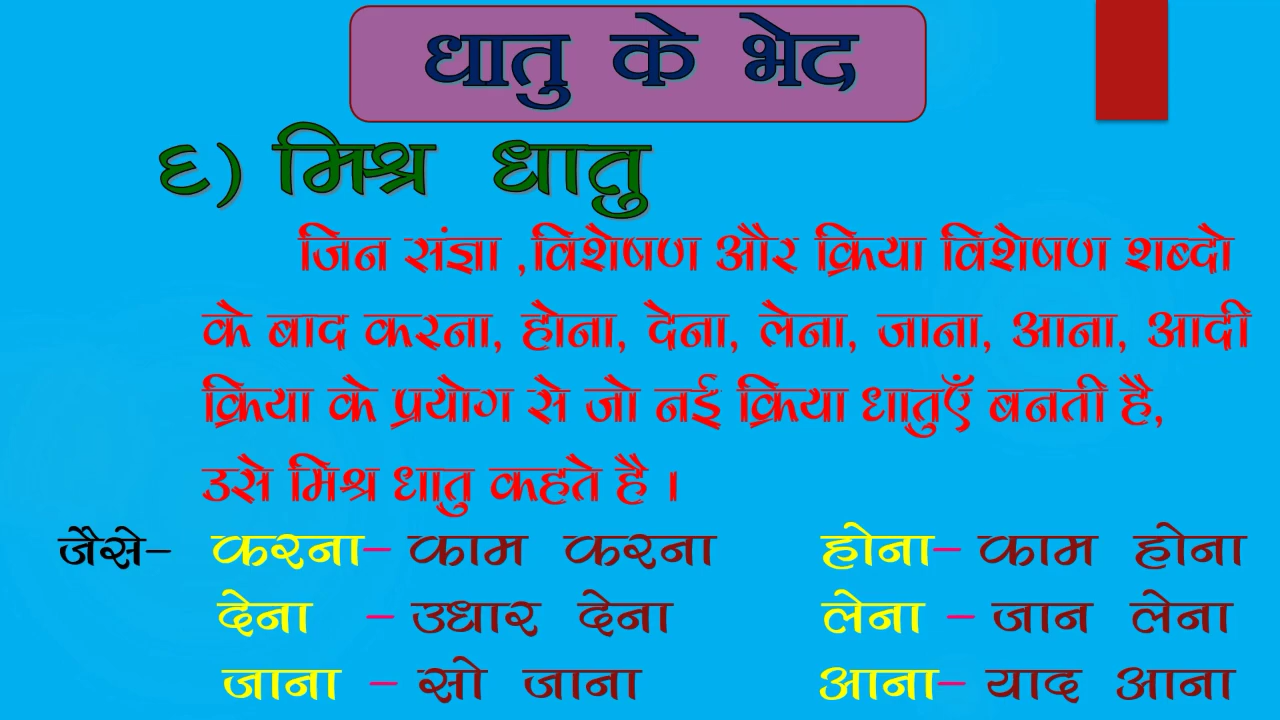 धातु के भेद
६) मिश्र धातु
जिन संज्ञा ,विशेषण और क्रिया विशेषण शब्दो
के बाद करना, होना, देना, लेना, जाना, आना, आदी
क्रिया के प्रयोग से जो नई क्रिया धातुएँ बनती है,
उसे मिश्र धातु कहते है ।
जैसे- करना- काम करना होना- काम होना
देना - उधार देना लेना - जान लेना
जाना - सो जाना आना- याद आना